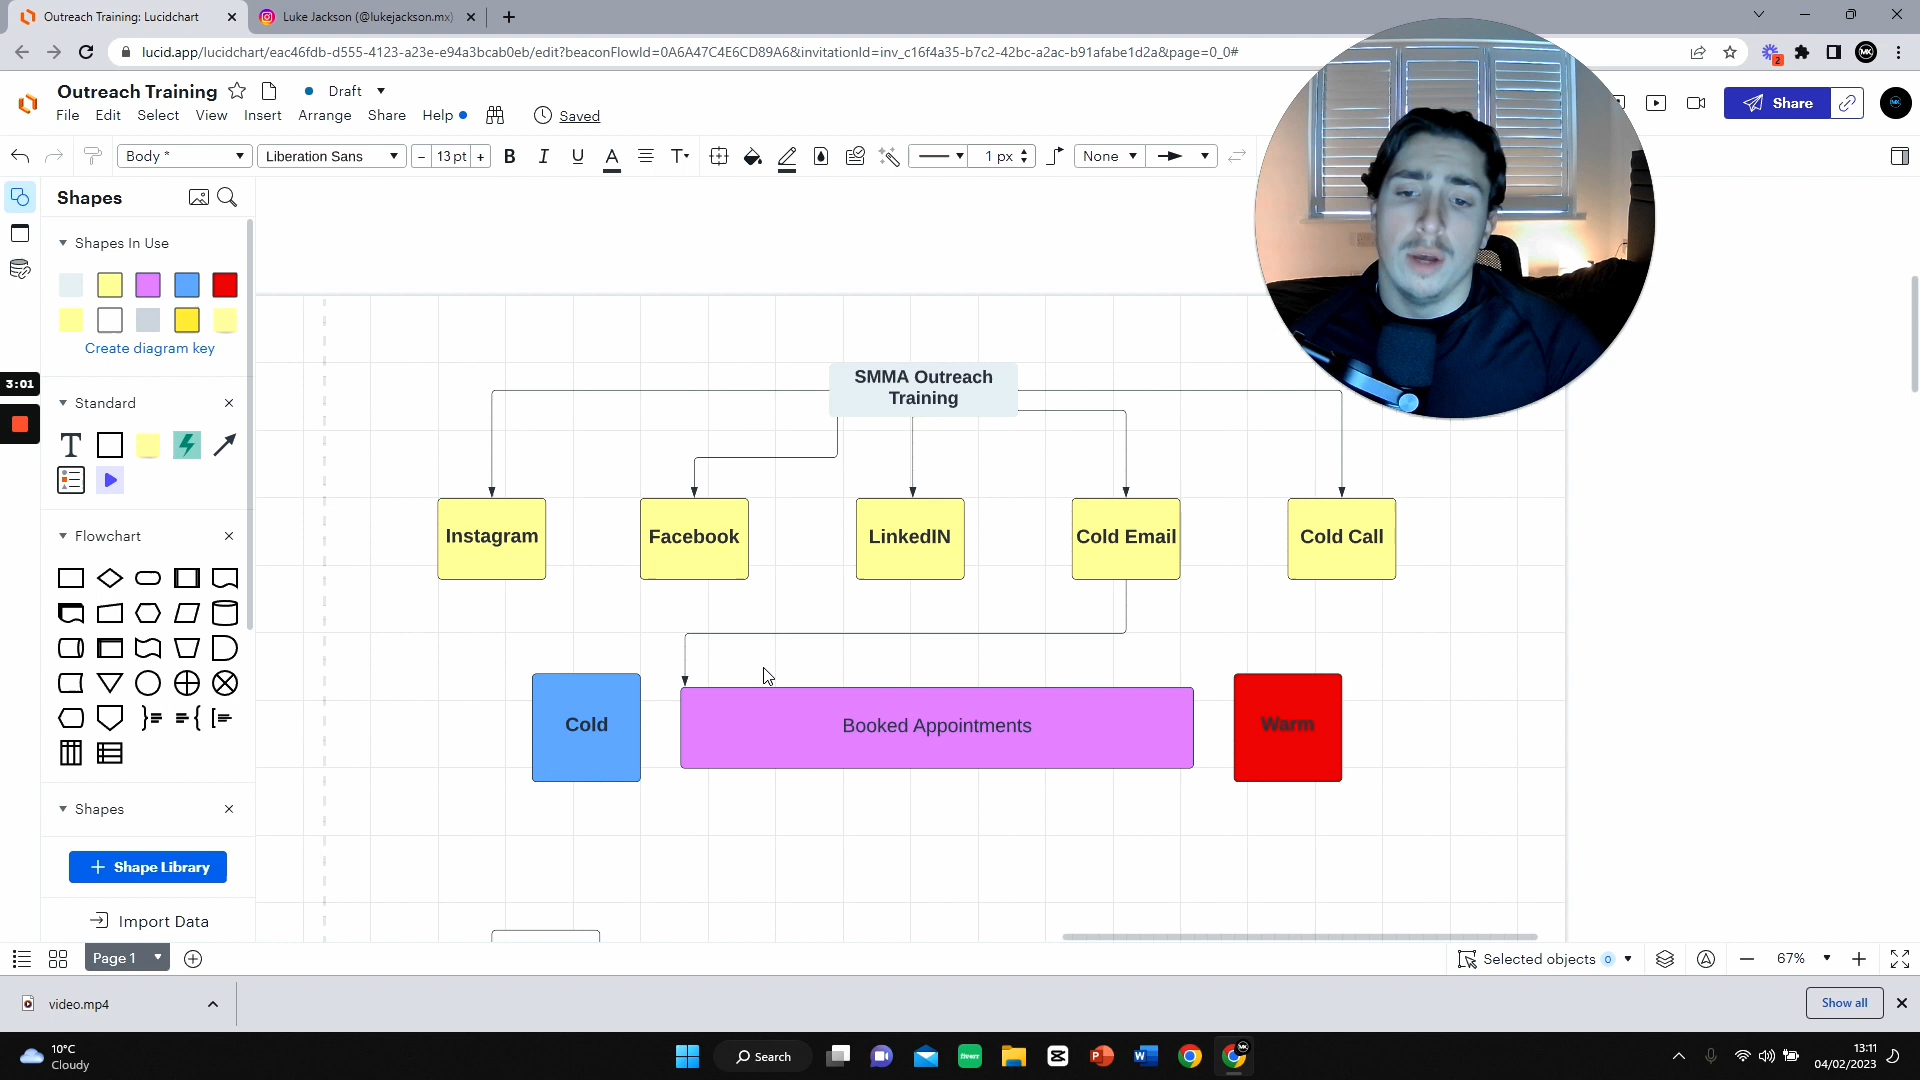 Outreach Training: Lucidchart
Luke Jackson (@lukejackson.mx)
lucid.app/lucidchart/eac46fdb-d555-4123-a23e-e94a3bcab0eb/edit?beaconFlowId=0A6A47C4E6CD89A6&invitationId=inv_c16f4a35-b7c2-42bc-a2ac-b91afabe1d2a&page=0_0#
2
MK
Outreach Training
Draft
File Edit Select View Insert Arrange Share Help
Saved
Share
Body *
Liberation Sans
- 13 pt +
B I U A T
1 px
None
Shapes
Shapes In Use
Create diagram key
3:01
Standard
T
Flowchart
Shapes
+ Shape Library
Import Data
SMMA Outreach
Training
Instagram
Facebook
LinkedIN
Cold Email
Cold Call
Cold
Booked Appointments
Warm
Page 1
Selected objects 0
67%
video.mp4
Show all
10°C
Cloudy
Search
fiverr
MK
13:11
04/02/2023